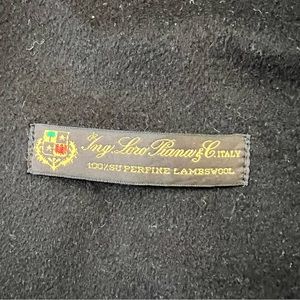 Ing. Loro Piana & C. ITALY
100% SUPERFINE LAMBSWOOL